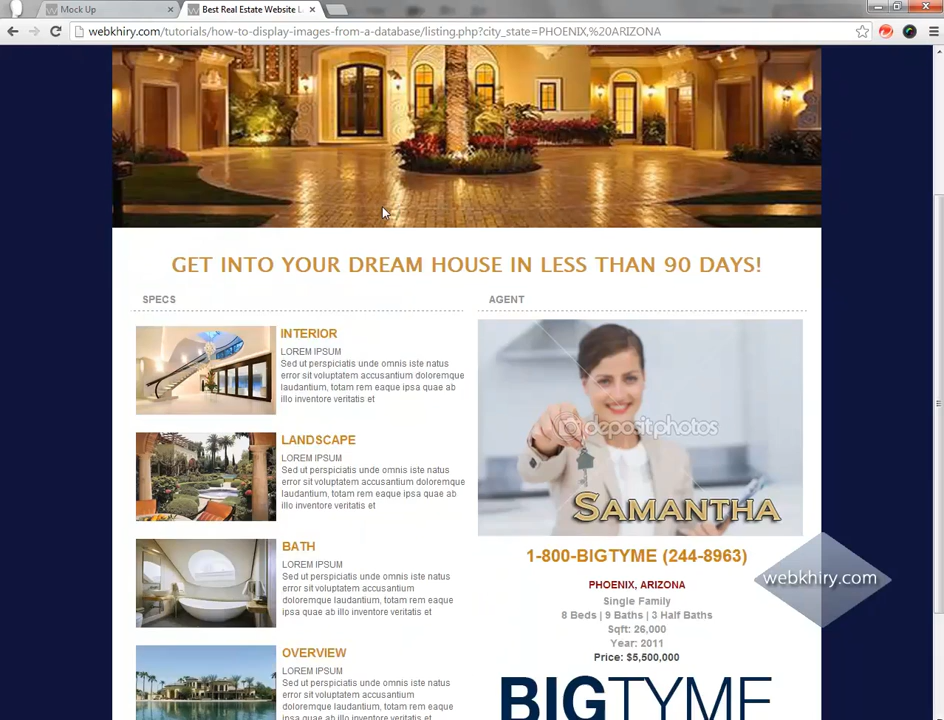 Mock Up
Best Real Estate Website L
webkhiry.com/tutorials/how-to-display-images-from-a-database/listing.php?city_state=PHOENIX,%20ARIZONA
GET INTO YOUR DREAM HOUSE IN LESS THAN 90 DAYS!
SPECS
INTERIOR
LOREM IPSUM
Sed ut perspiciatis unde omnis iste natus
error sit voluptatem accusantium doloremque
laudantium, totam rem eaque ipsa quae ab
illo inventore veritatis et
LANDSCAPE
LOREM IPSUM
Sed ut perspiciatis unde omnis iste natus
error sit voluptatem accusantium doloremque
laudantium, totam rem eaque ipsa quae ab
illo inventore veritatis et
BATH
LOREM IPSUM
Sed ut perspiciatis unde omnis iste natus
error sit voluptatem accusantium
doloremque laudantium, totam rem eaque
ipsa quae ab illo inventore veritatis et
OVERVIEW
LOREM IPSUM
Sed ut perspiciatis unde omnis iste natus
error sit voluptatem accusantium
doloremque laudantium, totam rem eaque
AGENT
depositphotos
SAMANTHA
1-800-BIGTYME (244-8963)
PHOENIX, ARIZONA
Single Family
8 Beds | 9 Baths | 3 Half Baths
Sqft: 26,000
Year: 2011
Price: $5,500,000
BIGTYME
webkhiry.com